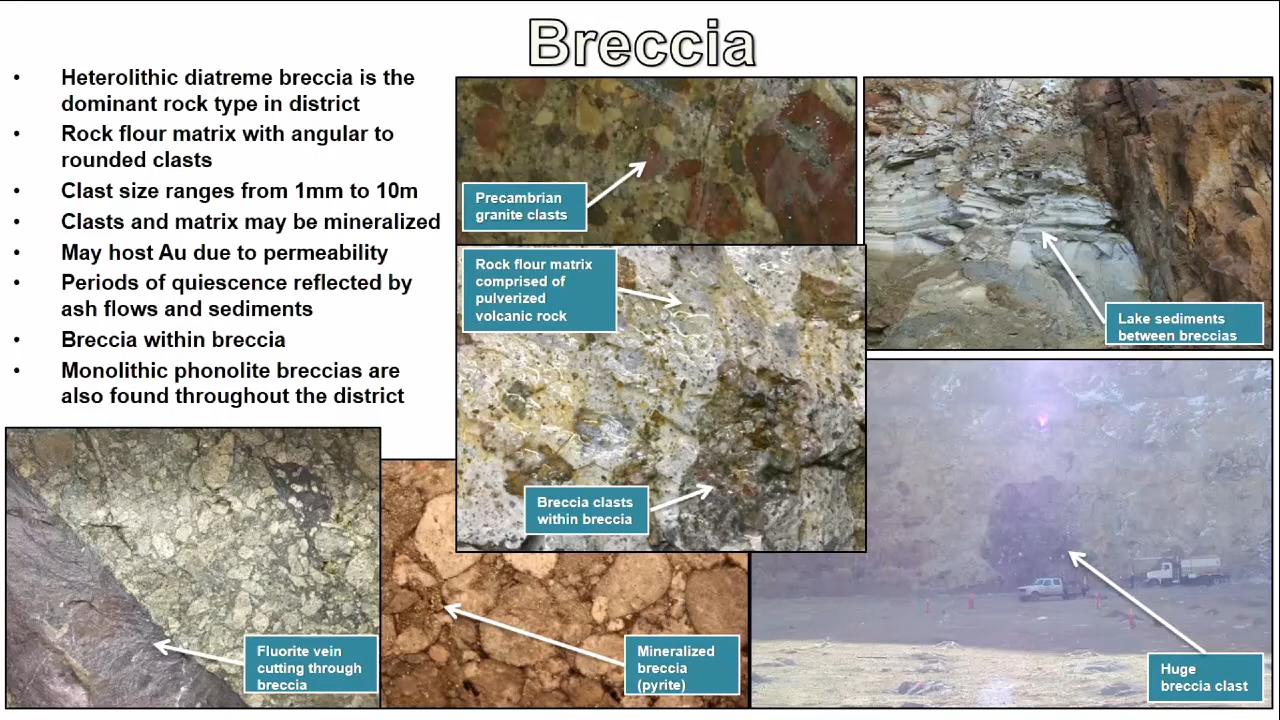 Breccia
• Heterolithic diatreme breccia is the
dominant rock type in district
• Rock flour matrix with angular to
rounded clasts
• Clast size ranges from 1mm to 10m
• Clasts and matrix may be mineralized
• May host Au due to permeability
• Periods of quiescence reflected by
ash flows and sediments
• Breccia within breccia
• Monolithic phonolite breccias are
also found throughout the district
Precambrian
granite clasts
Rock flour matrix
comprised of
pulverized
volcanic rock
Lake sediments
between breccias
Breccia clasts
within breccia
Fluorite vein
cutting through
breccia
Mineralized
breccia
(pyrite)
Huge
breccia clast